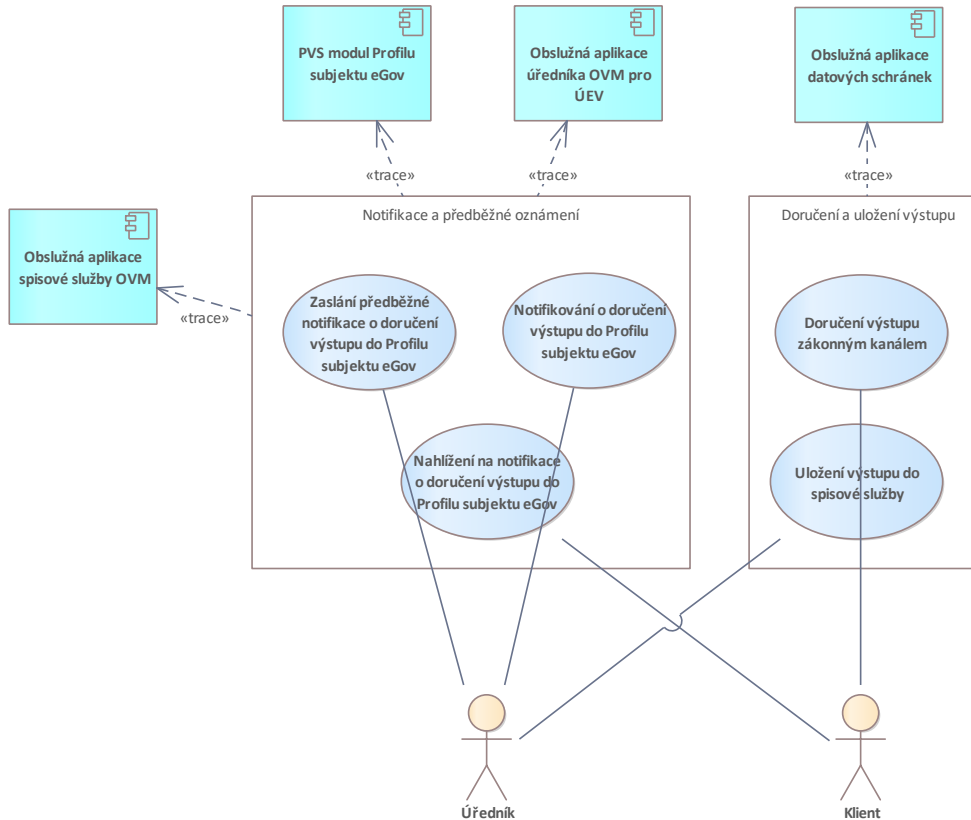 PVS modul Profilu
subjektu eGov
Obslužná aplikace
úředníka OVM pro
ÚEV
Obslužná aplikace
datových schránek
«trace»
«trace»
«trace»
Obslužná aplikace
spisové služby OVM
«trace»
Notifikace a předběžné oznámení
Zaslání předběžné
notifikace o doručení
výstupu do Profilu
subjektu eGov
Notifikování o doručení
výstupu do Profilu
subjektu eGov
Nahlížení na notifikace
o doručení výstupu do
Profilu subjektu eGov
Doručení a uložení výstupu
Doručení výstupu
zákonným kanálem
Uložení výstupu do
spisové služby
Úředník
Klient